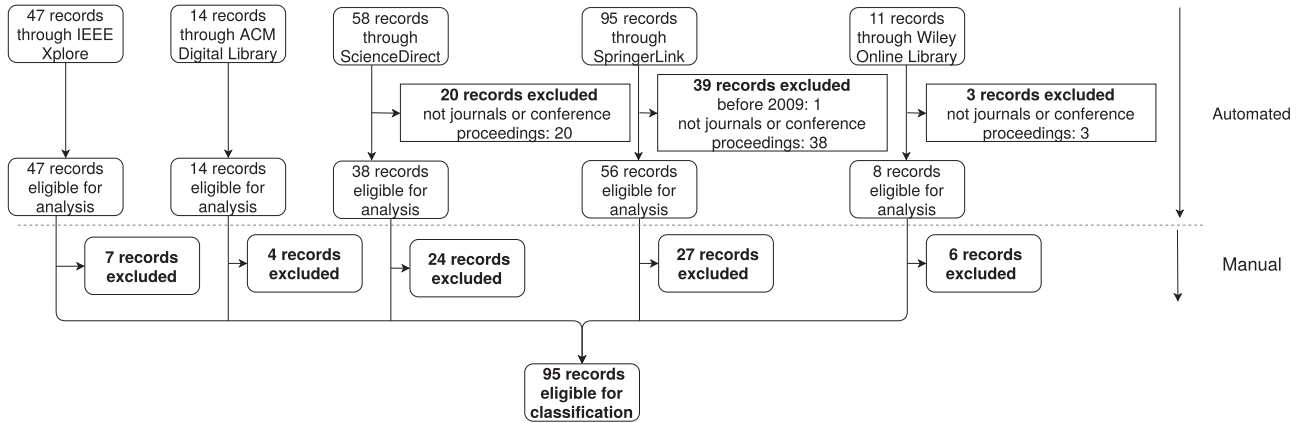 47 records
through IEEE
Xplore
14 records
through ACM
Digital Library
58 records
through
ScienceDirect
95 records
through
SpringerLink
11 records
through Wiley
Online Library
20 records excluded
not journals or conference
proceedings: 20
39 records excluded
before 2009: 1
not journals or conference
proceedings: 38
3 records excluded
not journals or conference
proceedings: 3
Automated
47 records
eligible for
analysis
14 records
eligible for
analysis
38 records
eligible for
analysis
56 records
eligible for
analysis
8 records
eligible for
analysis
7 records
excluded
4 records
excluded
24 records
excluded
27 records
excluded
6 records
excluded
Manual
95 records
eligible for
classification